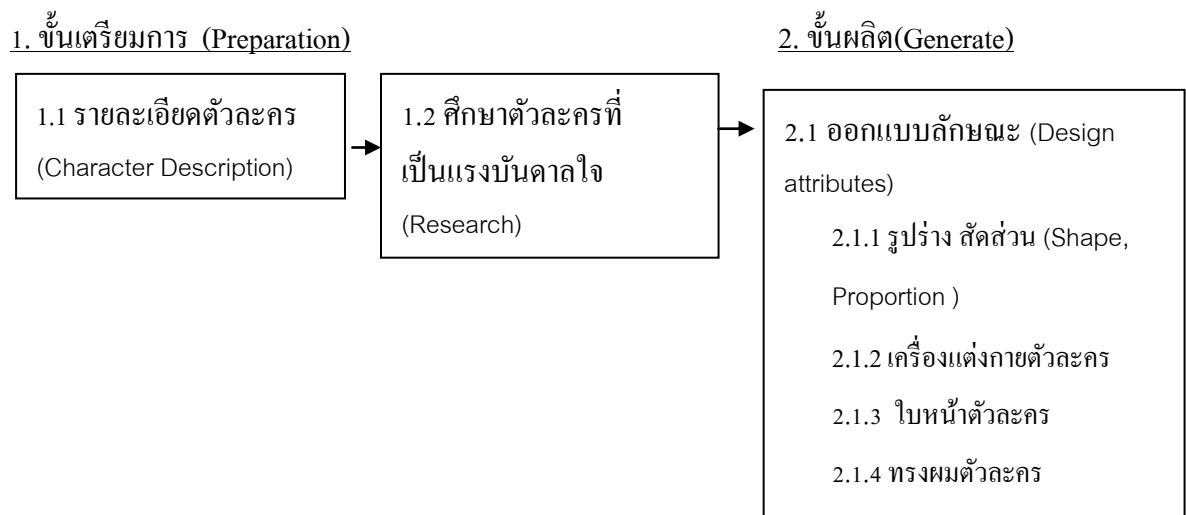 1. ขั้นเตรียมการ (Preparation)
1.1 รายละเอียดตัวละคร
(Character Description)
1.2 ศึกษาตัวละครที่
เป็นแรงบันดาลใจ
(Research)
2. ขั้นผลิต(Generate)
2.1 ออกแบบลักษณะ (Design
attributes)
2.1.1 รูปร่าง สัดส่วน (Shape,
Proportion )
2.1.2 เครื่องแต่งกายตัวละคร
2.1.3 ใบหน้าตัวละคร
2.1.4 ทรงผมตัวละคร